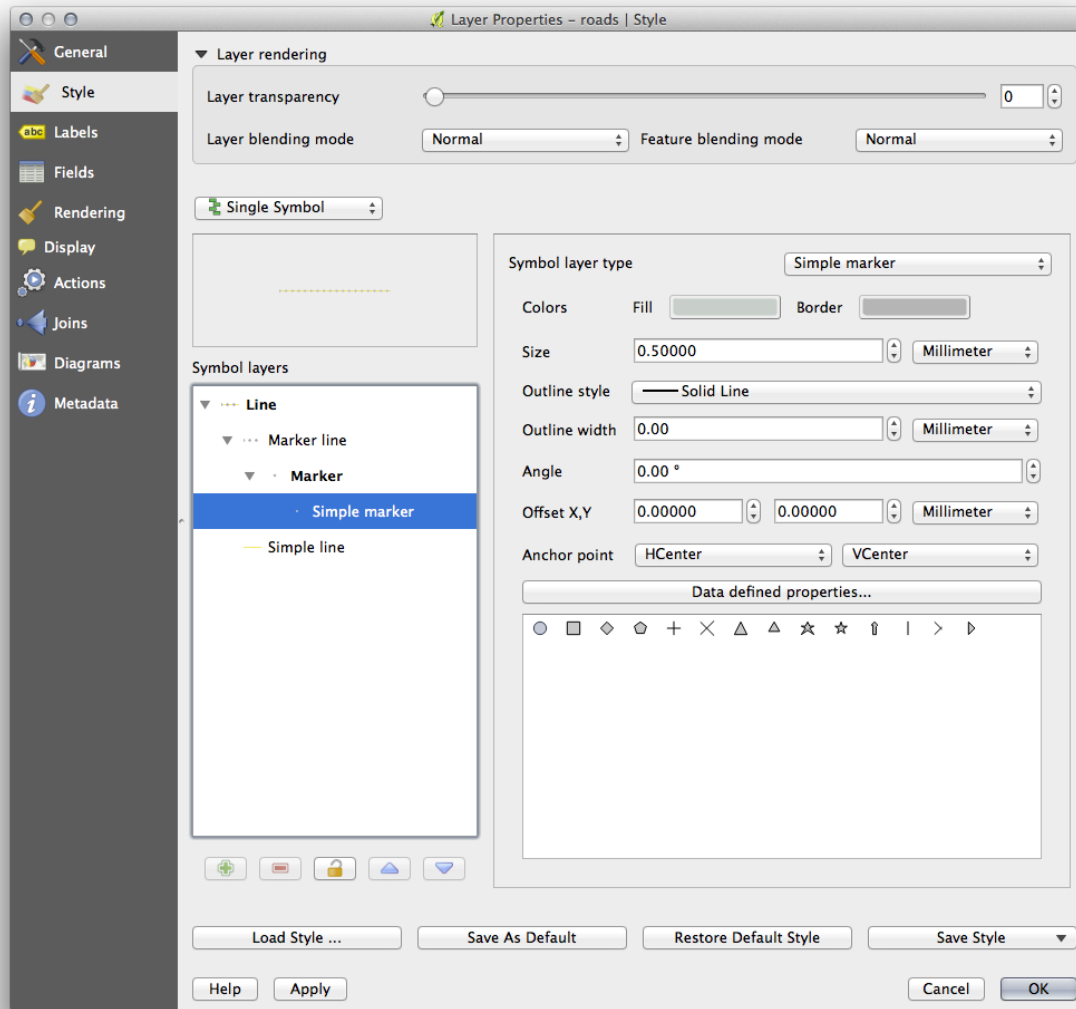 Layer Properties – roads | Style
General
Style
abc Labels
Fields
Rendering
Display
Actions
Joins
Diagrams
i Metadata
Layer rendering
Layer transparency 0
Layer blending mode Normal Feature blending mode Normal
Single Symbol
Symbol layers
Line
Marker line
Marker
Simple marker
Simple line
Symbol layer type Simple marker
Colors Fill Border
Size 0.50000 Millimeter
Outline style Solid Line
Outline width 0.00 Millimeter
Angle 0.00 °
Offset X,Y 0.00000 0.00000 Millimeter
Anchor point HCenter VCenter
Data defined properties...
Load Style ... Save As Default Restore Default Style Save Style
Help Apply Cancel OK